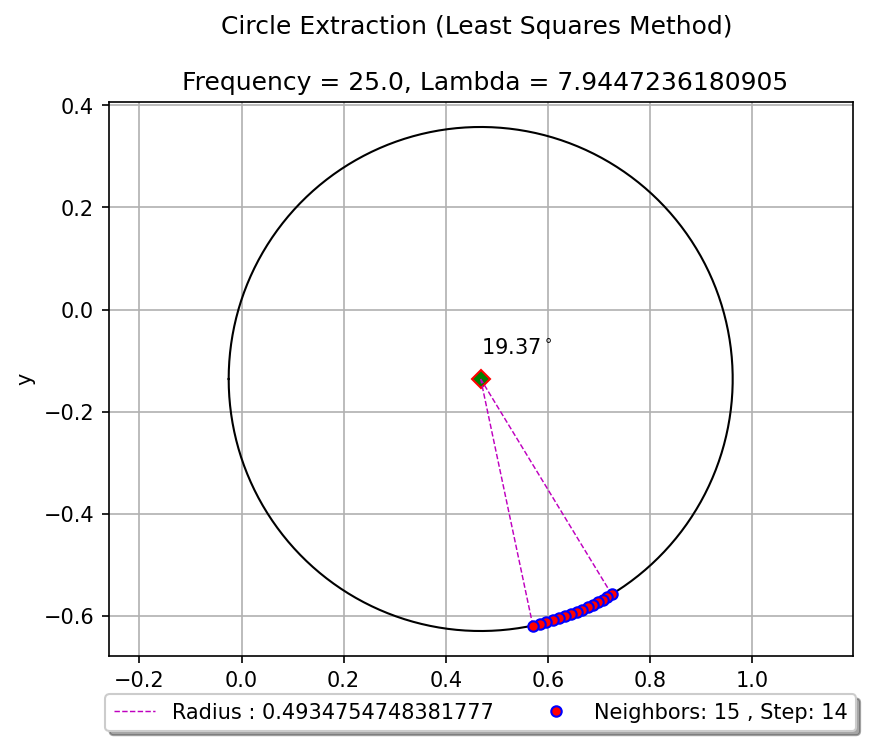 Circle Extraction (Least Squares Method)
Frequency = 25.0, Lambda = 7.9447236180905
0.4
0.2
0.0
−0.2
−0.4
−0.6
y
19.37°
−0.2 0.0 0.2 0.4 0.6 0.8 1.0
Radius : 0.4934754748381777 Neighbors: 15 , Step: 14